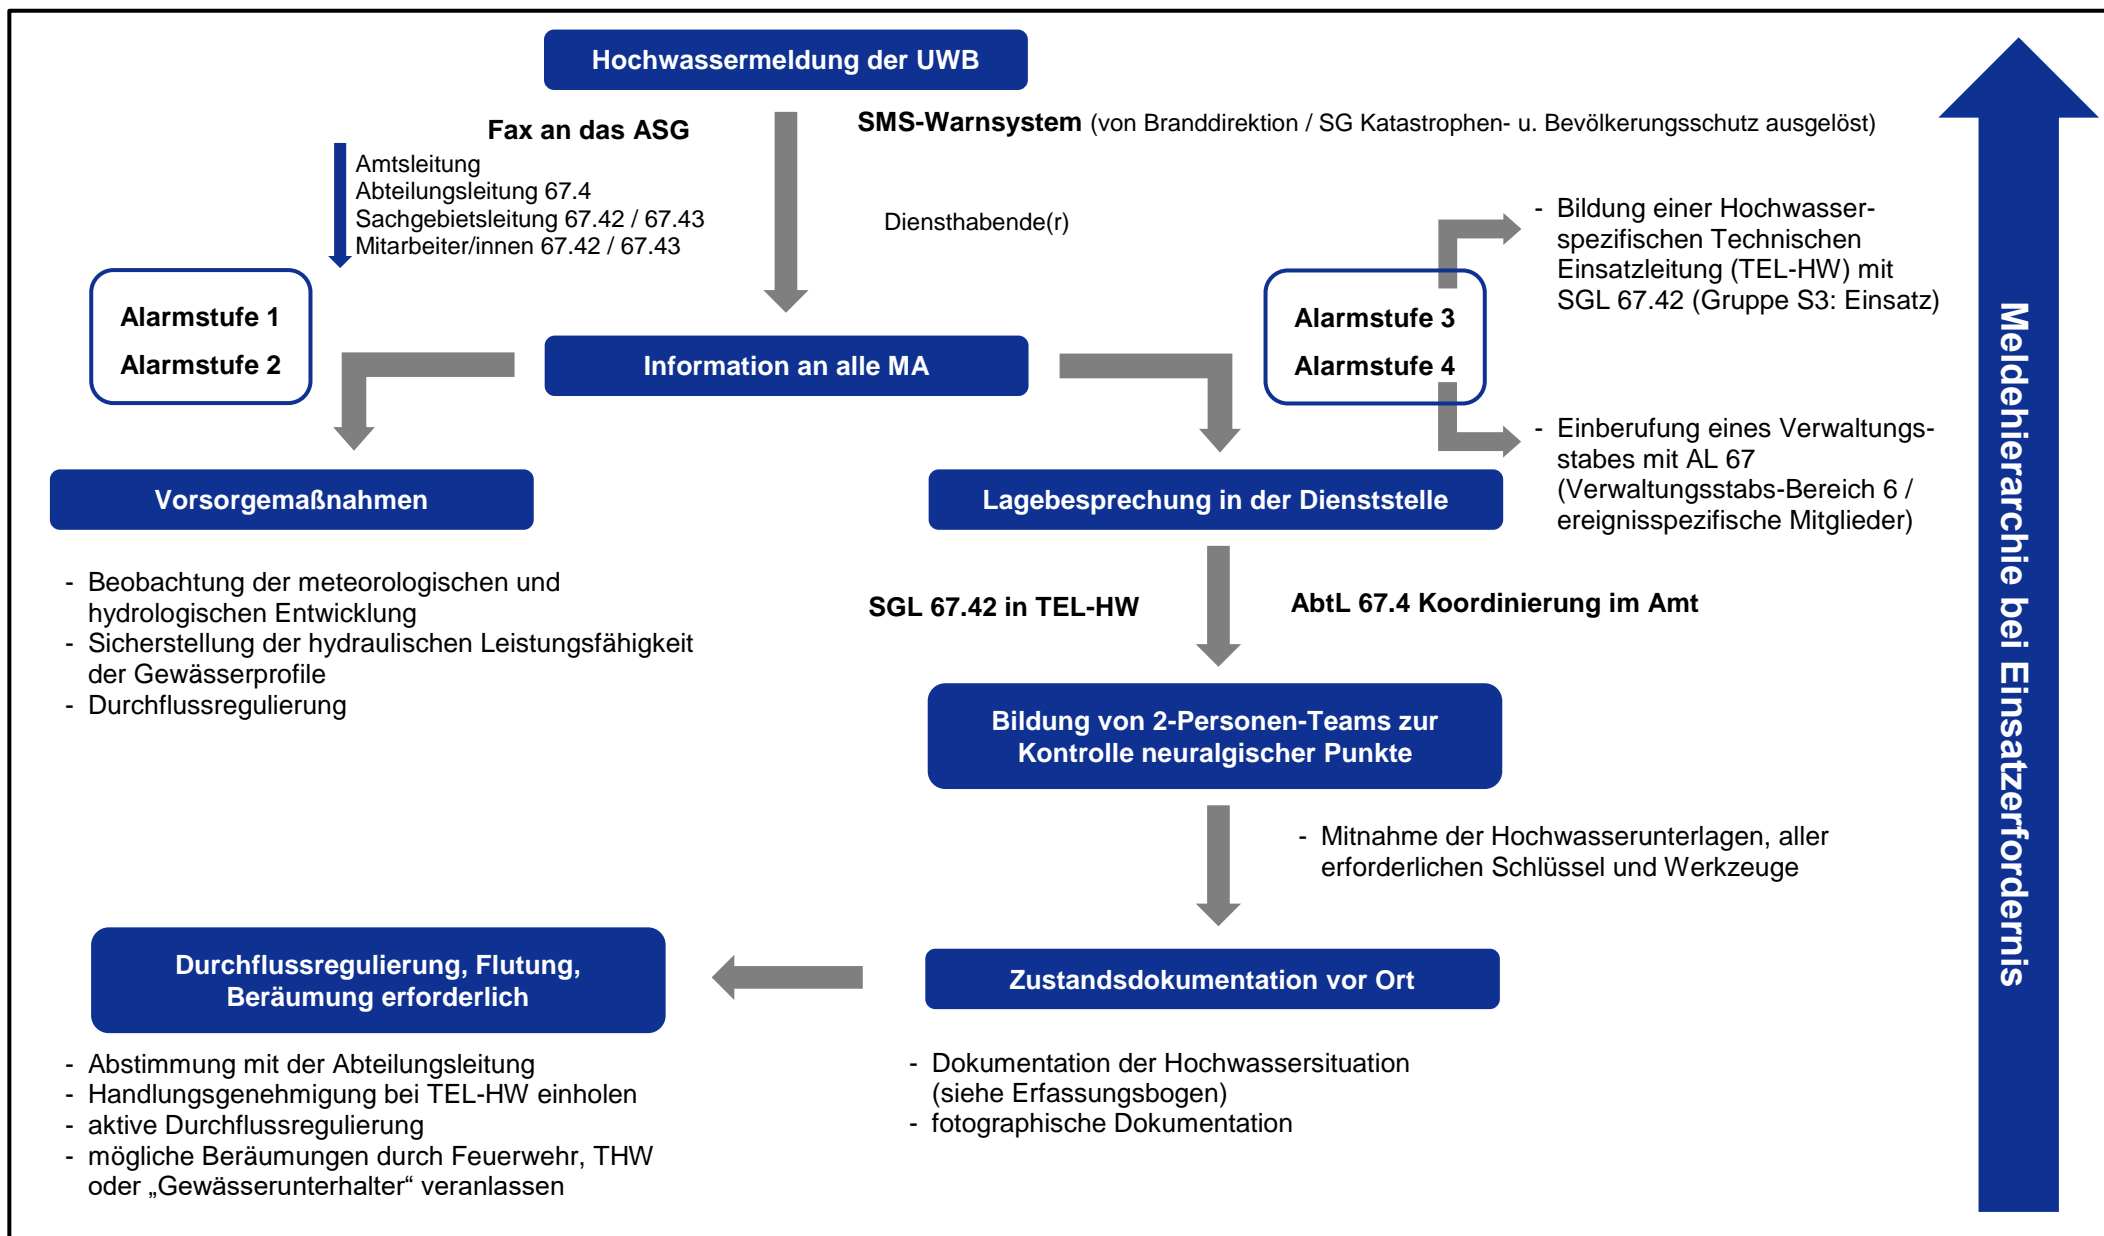 Hochwassermeldung der UWB
Fax an das ASG
SMS-Warnsystem (von Branddirektion / SG Katastrophen- u. Bevölkerungsschutz ausgelöst)
Amtsleitung
Abteilungsleitung 67.4
Sachgebietsleitung 67.42 / 67.43
Mitarbeiter/innen 67.42 / 67.43
Diensthabende(r)
- Bildung einer Hochwasser-
spezifischen Technischen
Einsatzleitung (TEL-HW) mit
SGL 67.42 (Gruppe S3: Einsatz)
Alarmstufe 1
Alarmstufe 2
Information an alle MA
Alarmstufe 3
Alarmstufe 4
- Einberufung eines Verwaltungs-
stabes mit AL 67
(Verwaltungsstabs-Bereich 6 /
ereignisspezifische Mitglieder)
Vorsorgemaßnahmen
Lagebesprechung in der Dienststelle
- Beobachtung der meteorologischen und
hydrologischen Entwicklung
- Sicherstellung der hydraulischen Leistungsfähigkeit
der Gewässerprofile
- Durchflussregulierung
SGL 67.42 in TEL-HW
AbtL 67.4 Koordinierung im Amt
Bildung von 2-Personen-Teams zur
Kontrolle neuralgischer Punkte
- Mitnahme der Hochwasserunterlagen, aller
erforderlichen Schlüssel und Werkzeuge
Durchflussregulierung, Flutung,
Beräumung erforderlich
Zustandsdokumentation vor Ort
- Abstimmung mit der Abteilungsleitung
- Handlungsgenehmigung bei TEL-HW einholen
- aktive Durchflussregulierung
- mögliche Beräumungen durch Feuerwehr, THW
oder „Gewässerunterhalter“ veranlassen
- Dokumentation der Hochwassersituation
(siehe Erfassungsbogen)
- fotographische Dokumentation
Meldehierarchie bei Einsatzerfordernis